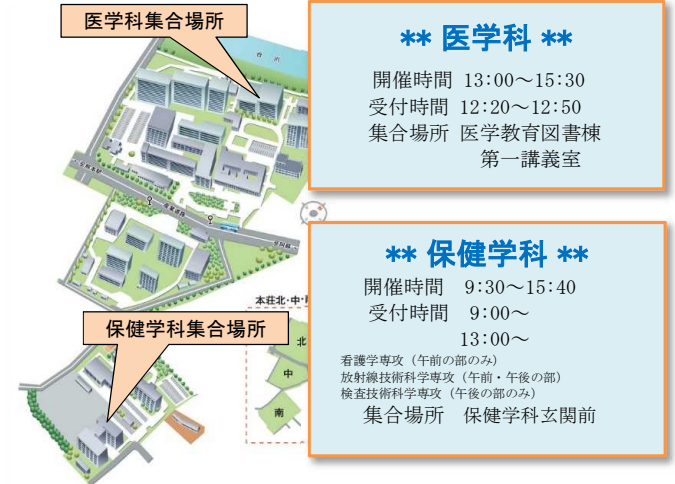 医学科集合場所
** 医学科 **
開催時間 13:00～15:30
受付時間 12:20～12:50
集合場所 医学教育図書棟
第一講義室
** 保健学科 **
開催時間 9:30～15:40
受付時間 9:00～
13:00～
看護学専攻（午前の部のみ）
放射線技術科学専攻（午前・午後の部）
検査技術科学専攻（午後の部のみ）
集合場所 保健学科玄関前
保健学科集合場所
本荘北・中・
北
中
南